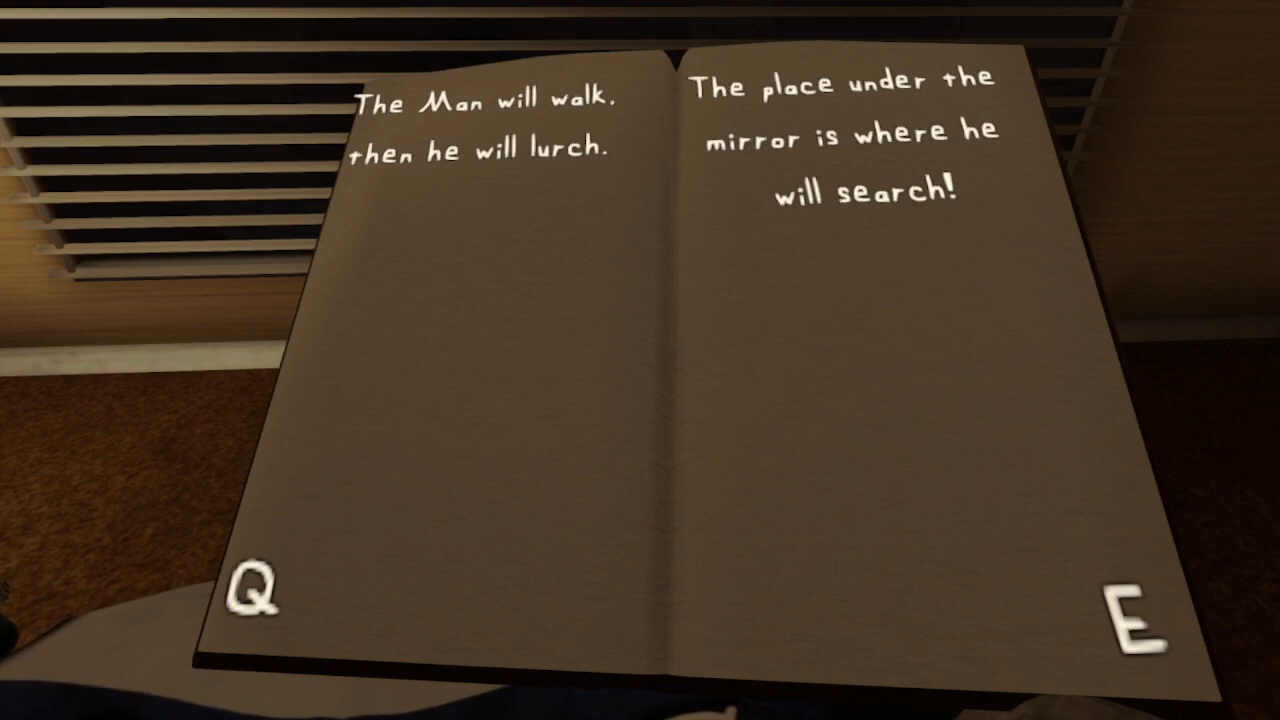 The Man will walk.
then he will lurch.
The place under the
mirror is where he
will search!
Q
E